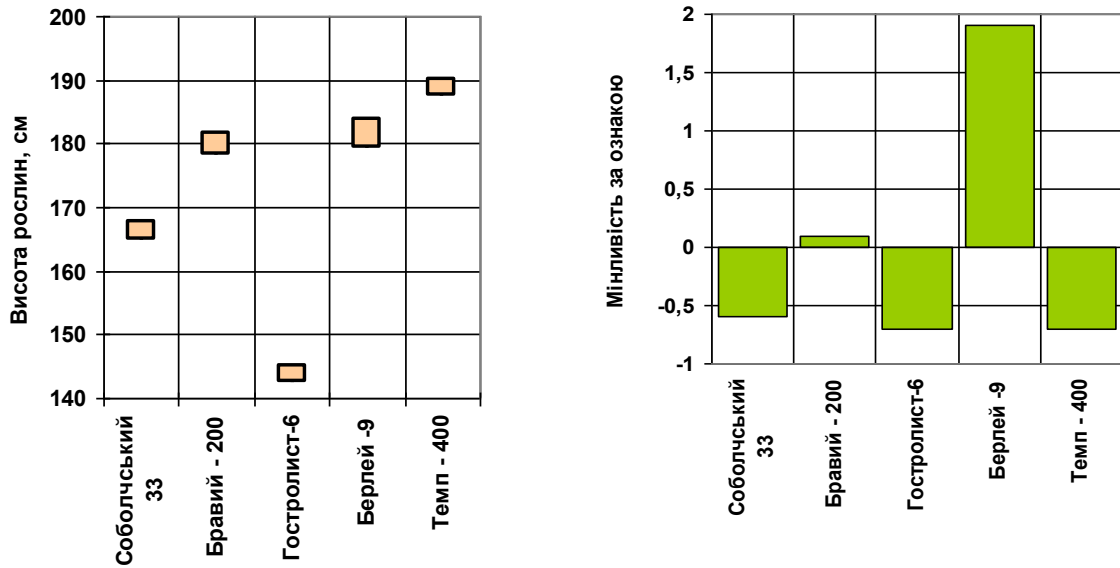 Висота рослин, см
200
190
180
170
160
150
140
Соболчський
33
Бравий - 200
Гостролист-6
Берлей -9
Темп - 400
Мінливість за ознакою
2
1,5
1
0,5
0
-0,5
-1
Соболчський
33
Бравий - 200
Гостролист-6
Берлей -9
Темп - 400